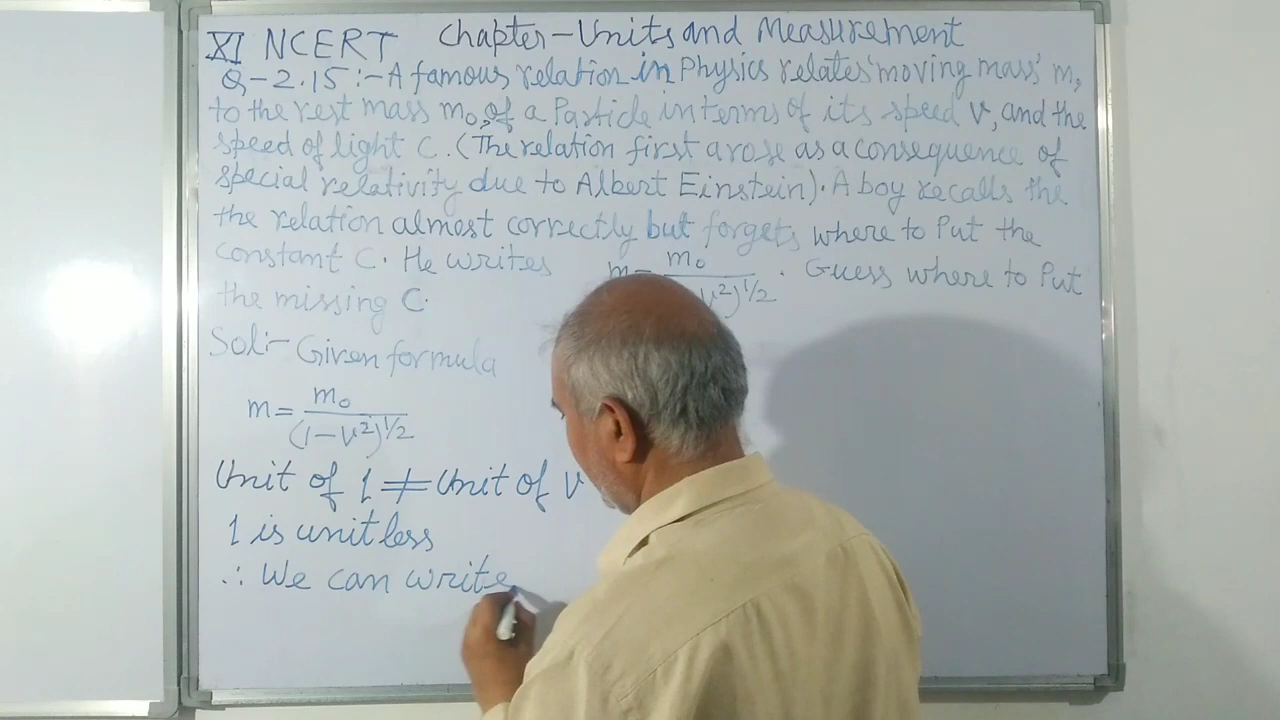 XI NCERT Chapter-Units and Measurement
Q-2.15:-A famous relation in Physics relates 'moving mass' m,
to the rest mass m₀, of a Particle in terms of its speed v, and the
speed of light C. (The relation first arose as a consequence of
special relativity due to Albert Einstein). A boy recalls the
the relation almost correctly but forgets where to Put the
constant C. He writes m= m₀ / v²)^1/2 . Guess where to Put
the missing C.
Sol:- Given formula
m= m₀ / (1-v²)^1/2
Unit of 1 ≠ Unit of v
1 is unitless
∴ We can write